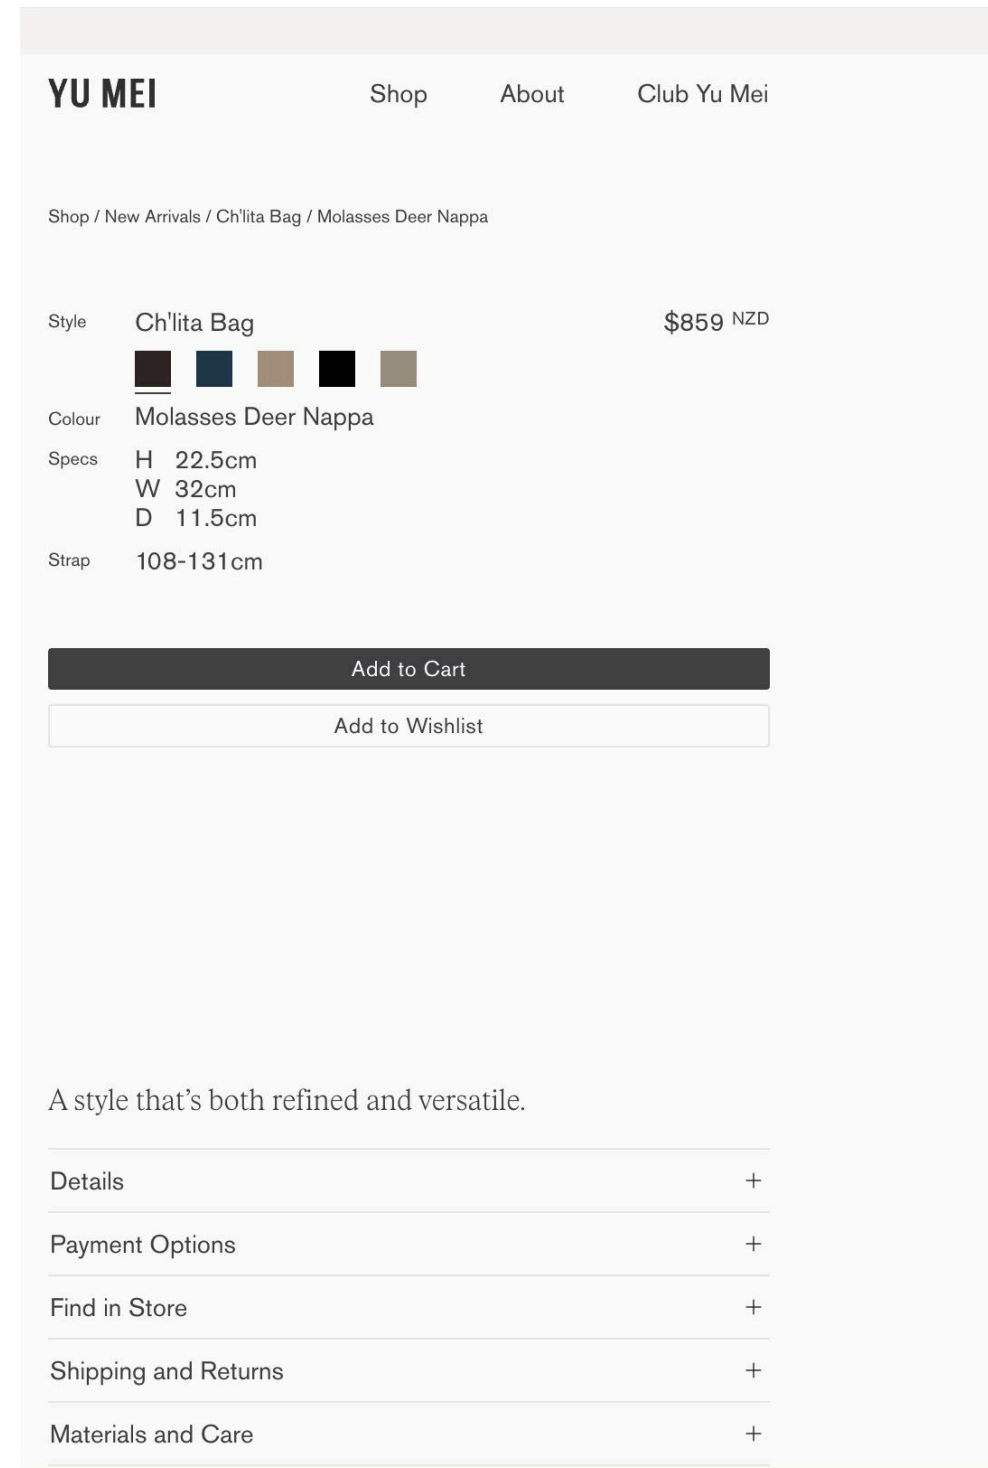 YU MEI Shop About Club Yu Mei
Shop / New Arrivals / Ch'lita Bag / Molasses Deer Nappa
Style Ch'lita Bag $859 NZD
Colour Molasses Deer Nappa
Specs H 22.5cm
W 32cm
D 11.5cm
Strap 108-131cm
Add to Cart
Add to Wishlist
A style that’s both refined and versatile.
Details +
Payment Options +
Find in Store +
Shipping and Returns +
Materials and Care +